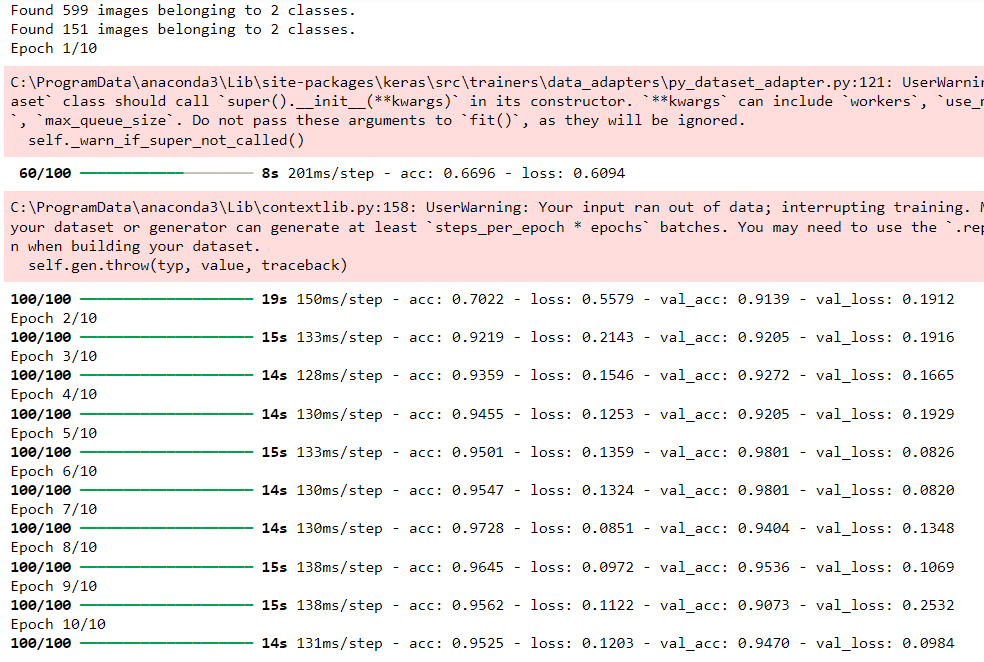 Found 599 images belonging to 2 classes.
Found 151 images belonging to 2 classes.
Epoch 1/10
C:\ProgramData\anaconda3\Lib\site-packages\keras\src\trainers\data_adapters\py_dataset_adapter.py:121:
aset` class should call `super().__init__(**kwargs)` in its constructor. `**kwargs` can include `workers`,
`, `max_queue_size`. Do not pass these arguments to `fit()`, as they will be ignored.
self._warn_if_super_not_called()
60/100 8s 201ms/step - acc: 0.6696 - loss: 0.6094
C:\ProgramData\anaconda3\Lib\contextlib.py:158: UserWarning: Your input ran out of data; interrupting training.
your dataset or generator can generate at least `steps_per_epoch * epochs` batches. You may need to use the
n when building your dataset.
self.gen.throw(typ, value, traceback)
100/100 19s 150ms/step - acc: 0.7022 - loss: 0.5579 - val_acc: 0.9139 - val_loss: 0.1912
Epoch 2/10
100/100 15s 133ms/step - acc: 0.9219 - loss: 0.2143 - val_acc: 0.9205 - val_loss: 0.1916
Epoch 3/10
100/100 14s 128ms/step - acc: 0.9359 - loss: 0.1546 - val_acc: 0.9272 - val_loss: 0.1665
Epoch 4/10
100/100 14s 130ms/step - acc: 0.9455 - loss: 0.1253 - val_acc: 0.9205 - val_loss: 0.1929
Epoch 5/10
100/100 15s 133ms/step - acc: 0.9501 - loss: 0.1359 - val_acc: 0.9801 - val_loss: 0.0826
Epoch 6/10
100/100 14s 130ms/step - acc: 0.9547 - loss: 0.1324 - val_acc: 0.9801 - val_loss: 0.0820
Epoch 7/10
100/100 14s 130ms/step - acc: 0.9728 - loss: 0.0851 - val_acc: 0.9404 - val_loss: 0.1348
Epoch 8/10
100/100 15s 138ms/step - acc: 0.9645 - loss: 0.0972 - val_acc: 0.9536 - val_loss: 0.1069
Epoch 9/10
100/100 15s 138ms/step - acc: 0.9562 - loss: 0.1122 - val_acc: 0.9073 - val_loss: 0.2532
Epoch 10/10
100/100 14s 131ms/step - acc: 0.9525 - loss: 0.1203 - val_acc: 0.9470 - val_loss: 0.0984